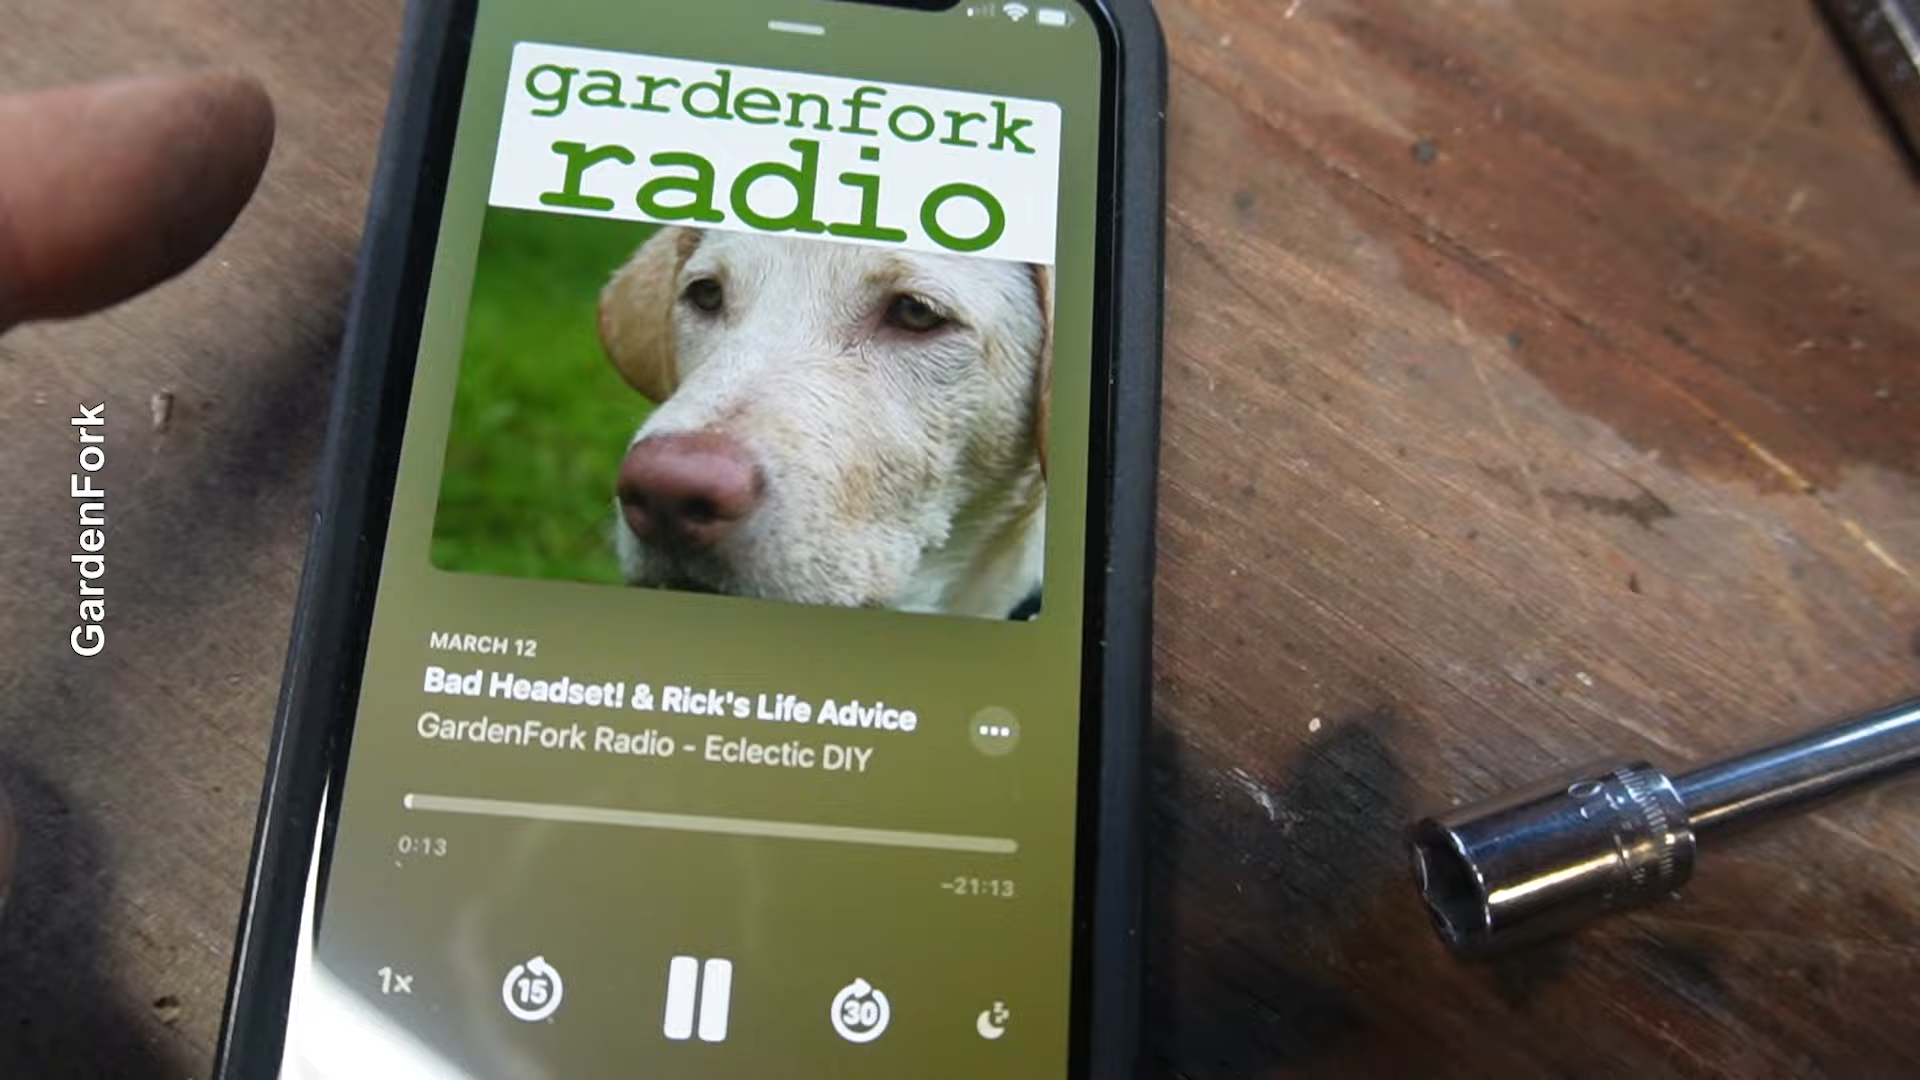 GardenFork
gardenfork
radio
MARCH 12
Bad Headset! & Rick's Life Advice
GardenFork Radio - Eclectic DIY
0:13
-21:13
1x
15
30